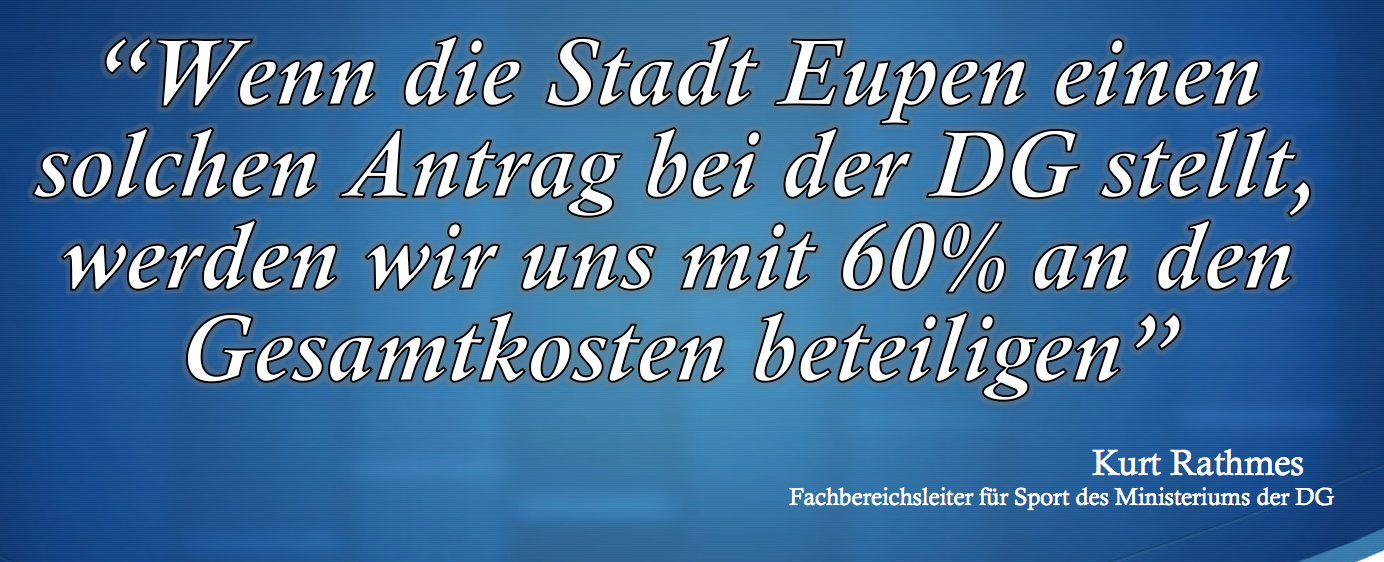 “Wenn die Stadt Eupen einen
solchen Antrag bei der DG stellt,
werden wir uns mit 60% an den
Gesamtkosten beteiligen”
Kurt Rathmes
Fachbereichsleiter für Sport des Ministeriums der DG